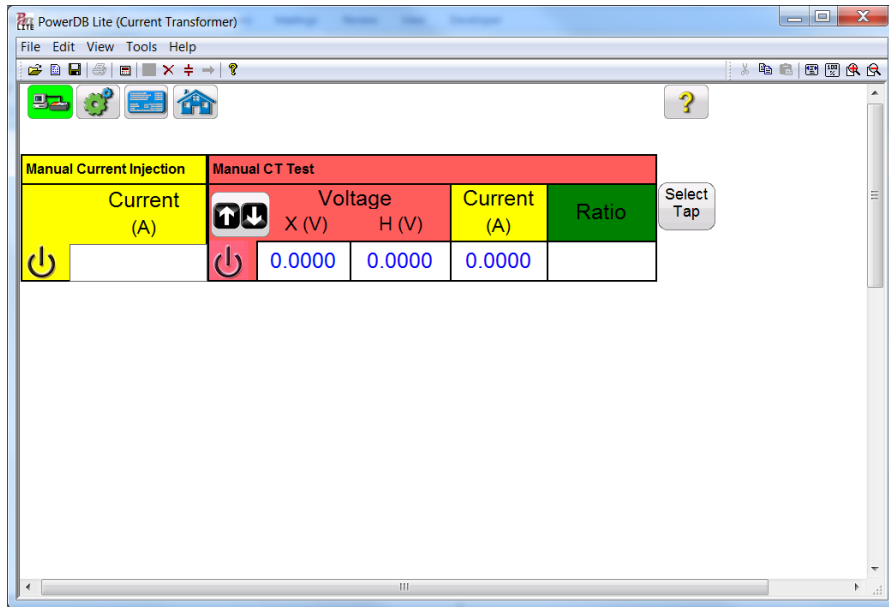 PowerDB Lite (Current Transformer)
File Edit View Tools Help
Manual Current Injection Manual CT Test
Current (A) Voltage X (V) H (V) Current (A) Ratio Select Tap
0.0000 0.0000 0.0000